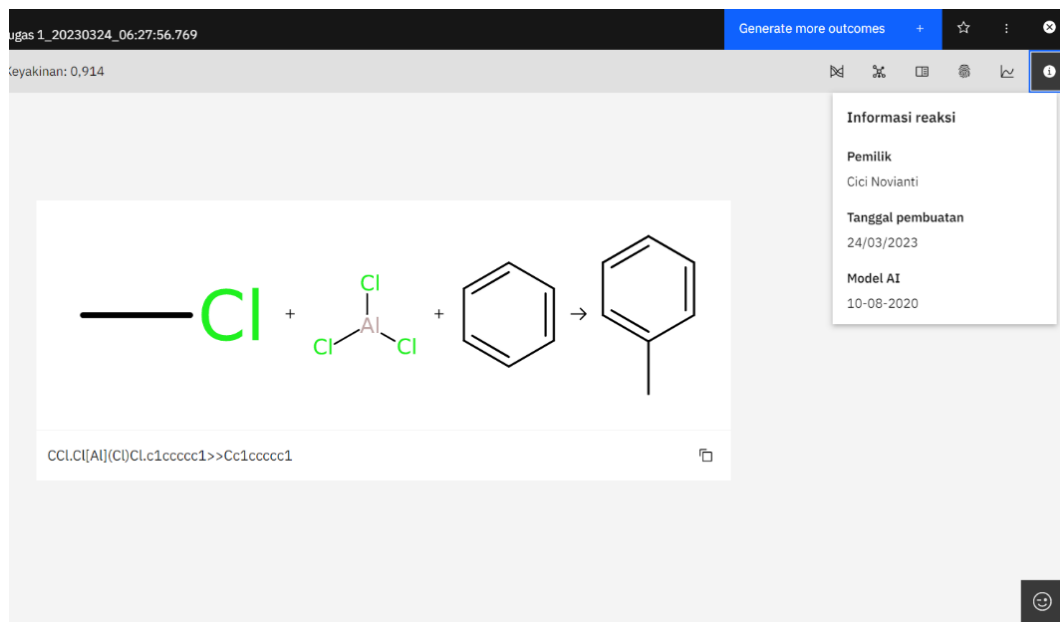 ugas 1_20230324_06:27:56.769
Generate more outcomes +
Keyakinan: 0,914
Informasi reaksi
Pemilik
Cici Novianti
Tanggal pembuatan
24/03/2023
Model AI
10-08-2020
Cl + Cl Al Cl Cl + →
CCl.Cl[Al](Cl)Cl.c1ccccc1>>Cc1ccccc1